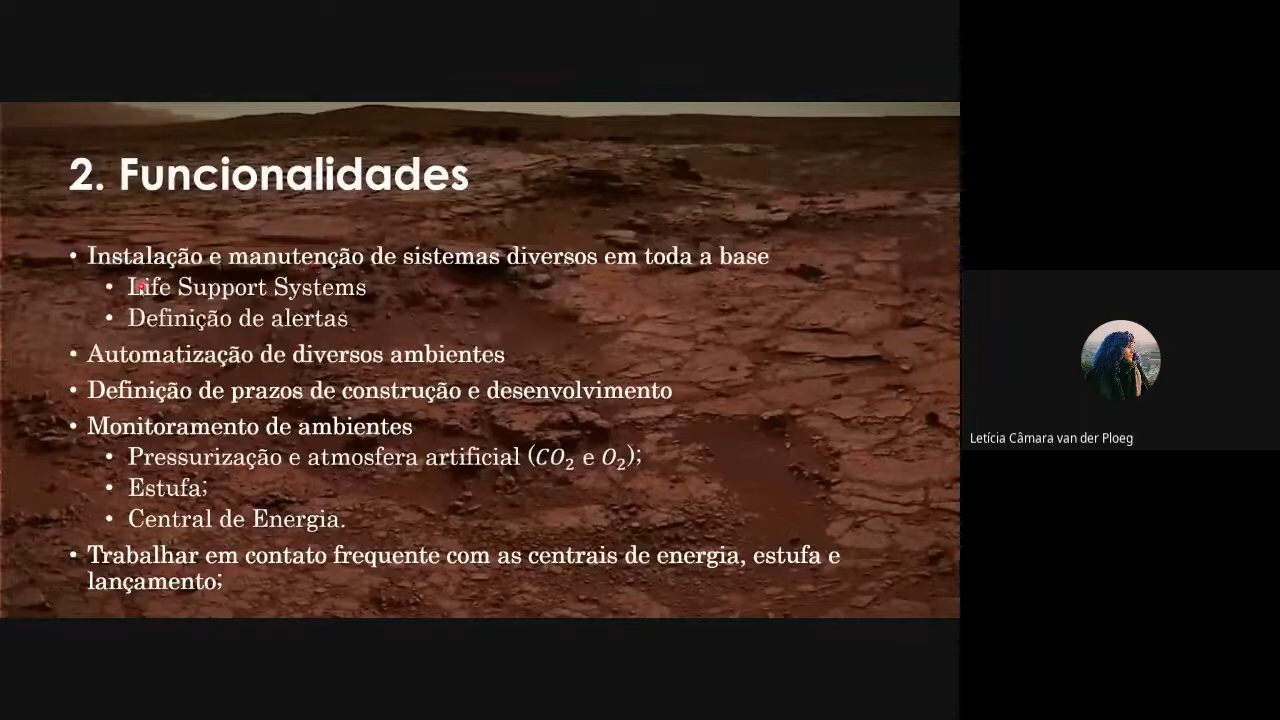 2. Funcionalidades
• Instalação e manutenção de sistemas diversos em toda a base
• Life Support Systems
• Definição de alertas
• Automatização de diversos ambientes
• Definição de prazos de construção e desenvolvimento
• Monitoramento de ambientes
• Pressurização e atmosfera artificial (CO₂ e O₂);
• Estufa;
• Central de Energia.
• Trabalhar em contato frequente com as centrais de energia, estufa e
lançamento;
Letícia Câmara van der Ploeg